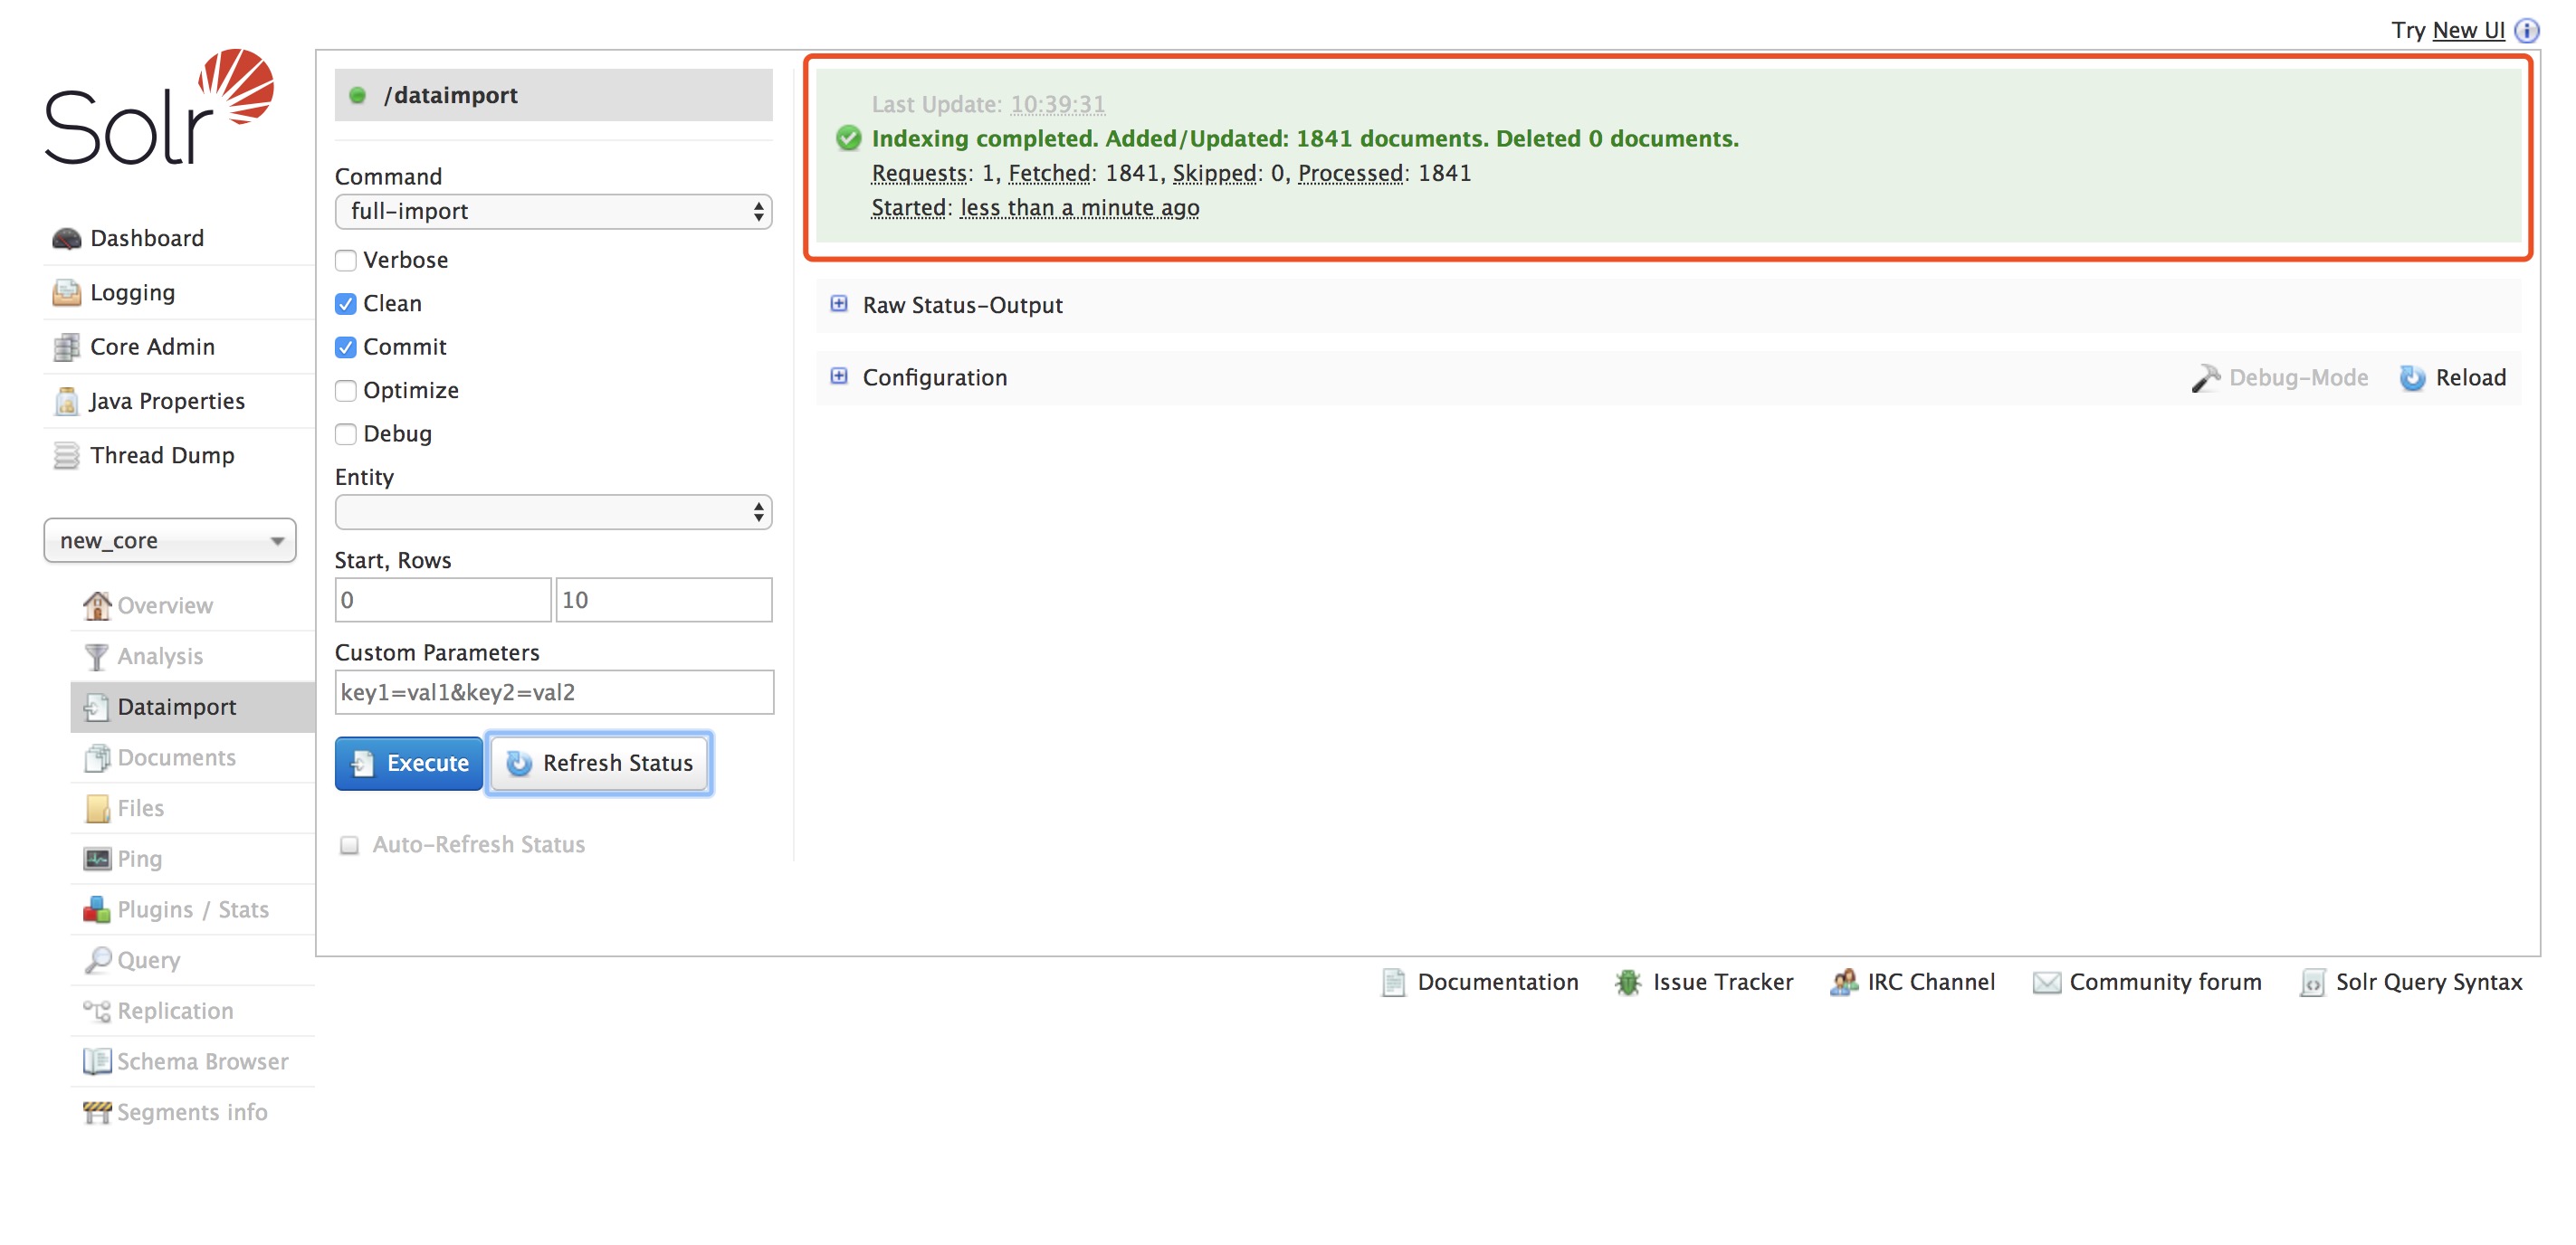 Try New UI
Solr
Dashboard
Logging
Core Admin
Java Properties
Thread Dump
new_core
Overview
Analysis
Dataimport
Documents
Files
Ping
Plugins / Stats
Query
Replication
Schema Browser
Segments info
/dataimport
Command
full-import
Verbose
Clean
Commit
Optimize
Debug
Entity
Start, Rows
0 10
Custom Parameters
key1=val1&key2=val2
Execute Refresh Status
Auto-Refresh Status
Last Update: 10:39:31
Indexing completed. Added/Updated: 1841 documents. Deleted 0 documents.
Requests: 1, Fetched: 1841, Skipped: 0, Processed: 1841
Started: less than a minute ago
Raw Status-Output
Configuration Debug-Mode Reload
Documentation Issue Tracker IRC Channel Community forum Solr Query Syntax